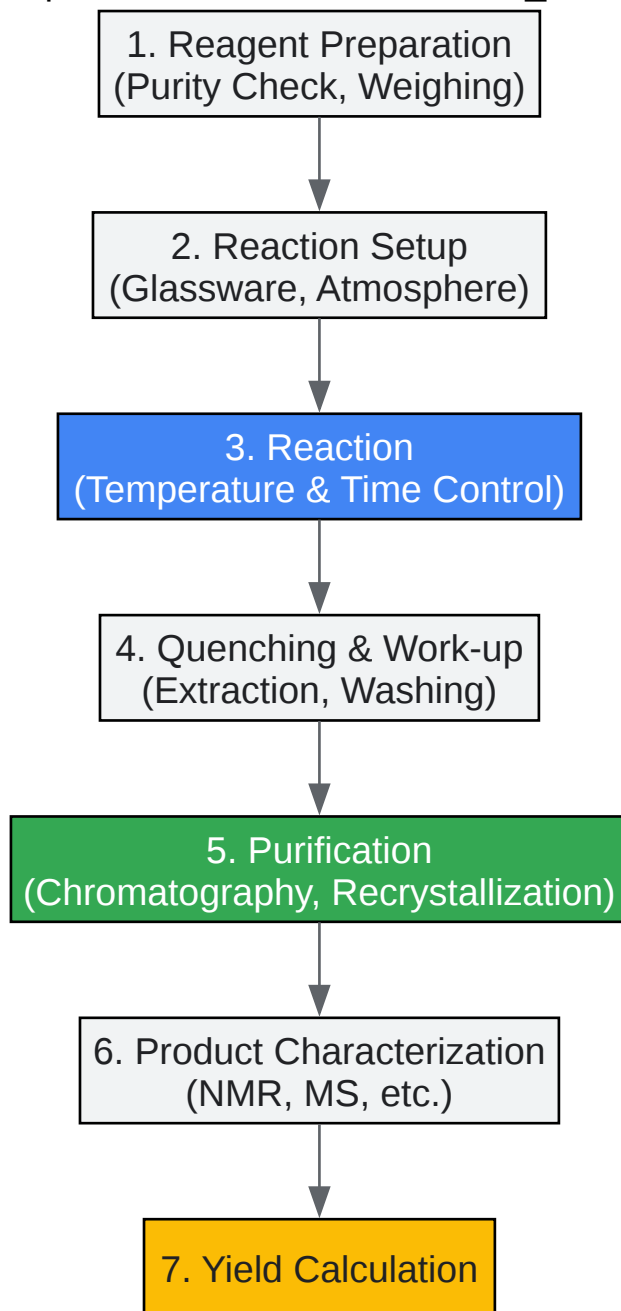 1. Reagent Preparation
(Purity Check, Weighing)
2. Reaction Setup
(Glassware, Atmosphere)
3. Reaction
(Temperature & Time Control)
4. Quenching & Work-up
(Extraction, Washing)
5. Purification
(Chromatography, Recrystallization)
6. Product Characterization
(NMR, MS, etc.)
7. Yield Calculation